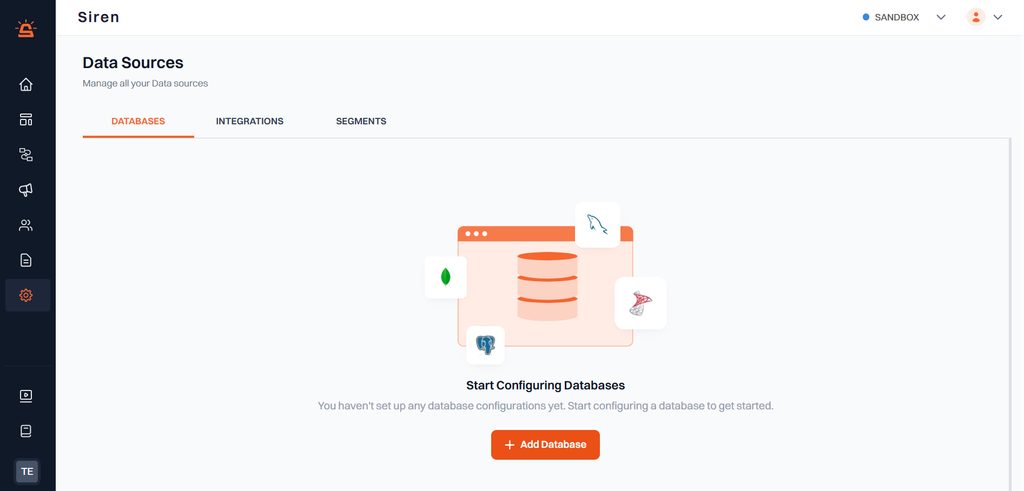 Siren
SANDBOX
Data Sources
Manage all your Data sources
DATABASES
INTEGRATIONS
SEGMENTS
Start Configuring Databases
You haven't set up any database configurations yet. Start configuring a database to get started.
Add Database
TE